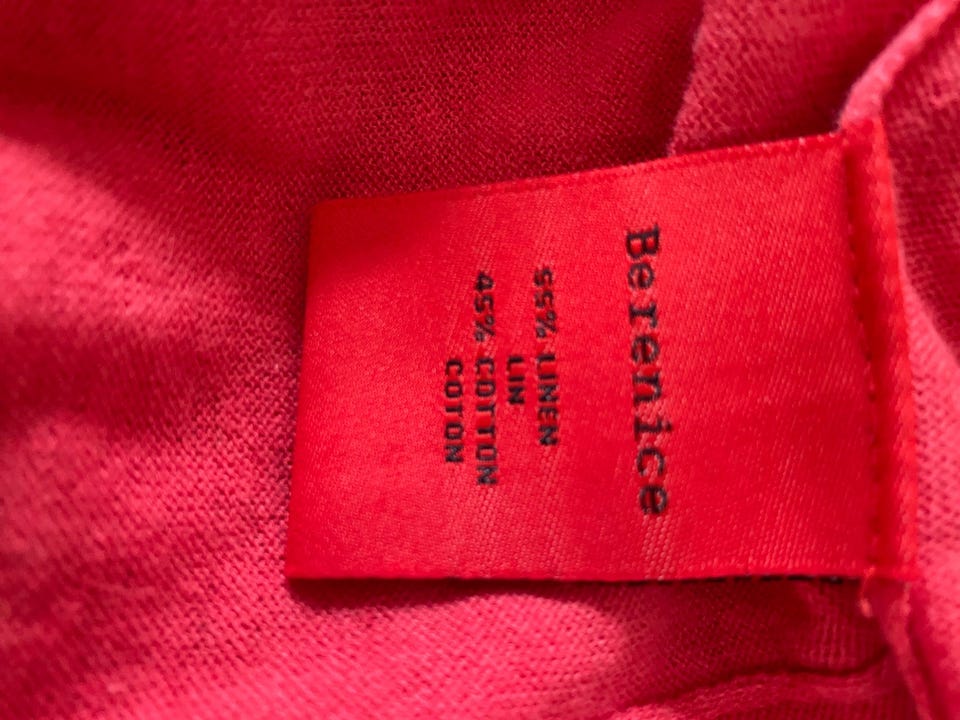 Berenice
55% LINEN
LIN
45% COTTON
COTON